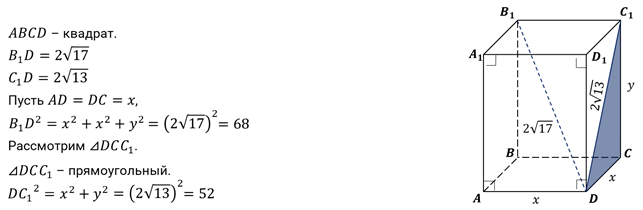 ABCD – квадрат.
B₁D = 2√17
C₁D = 2√13
Пусть AD = DC = x,
B₁D² = x² + x² + y² = (2√17)² = 68
Рассмотрим ⊿DCC₁.
⊿DCC₁ – прямоугольный.
DC₁² = x² + y² = (2√13)² = 52
B₁
C₁
A₁
D₁
2√13
y
2√17
B
C
x
A
x
D